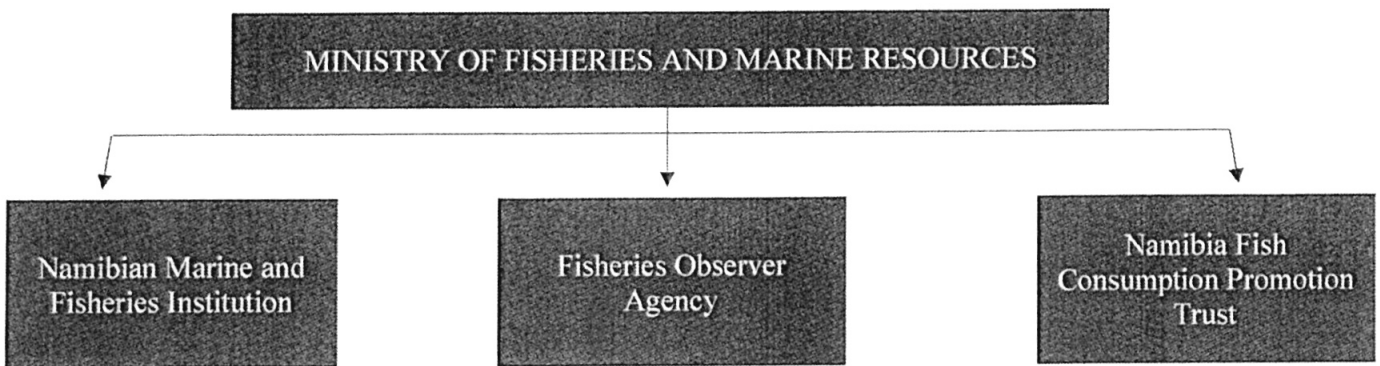 MINISTRY OF FISHERIES AND MARINE RESOURCES
Namibian Marine and
Fisheries Institution
Fisheries Observer
Agency
Namibia Fish
Consumption Promotion
Trust